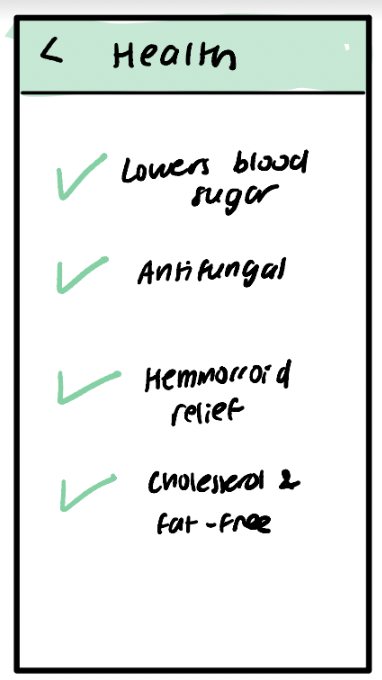 < Health
Lowers blood
sugar
Antifungal
Hemmorroid
relief
Cholesterol &
fat-free